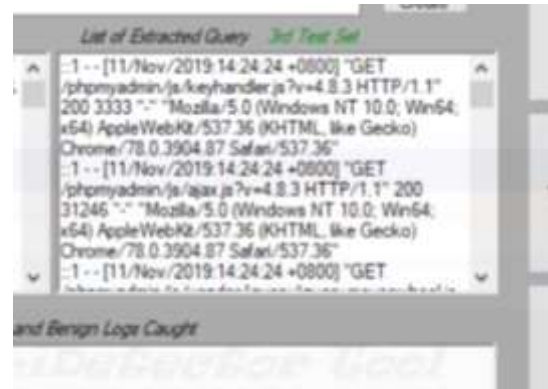 List of Extracted Query 3rd Test Set
::1 - - [11/Nov/2019:14:24:24 +0800] "GET
/phpmyadmin/js/keyhandler.js?v=4.8.3 HTTP/1.1"
200 3333 "-" "Mozilla/5.0 (Windows NT 10.0; Win64;
x64) AppleWebKit/537.36 (KHTML, like Gecko)
Chrome/78.0.3904.87 Safari/537.36"
::1 - - [11/Nov/2019:14:24:24 +0800] "GET
/phpmyadmin/js/ajax.js?v=4.8.3 HTTP/1.1" 200
31246 "-" "Mozilla/5.0 (Windows NT 10.0; Win64;
x64) AppleWebKit/537.36 (KHTML, like Gecko)
Chrome/78.0.3904.87 Safari/537.36"
::1 - - [11/Nov/2019:14:24:24 +0800] "GET
and Benign Logs Caught